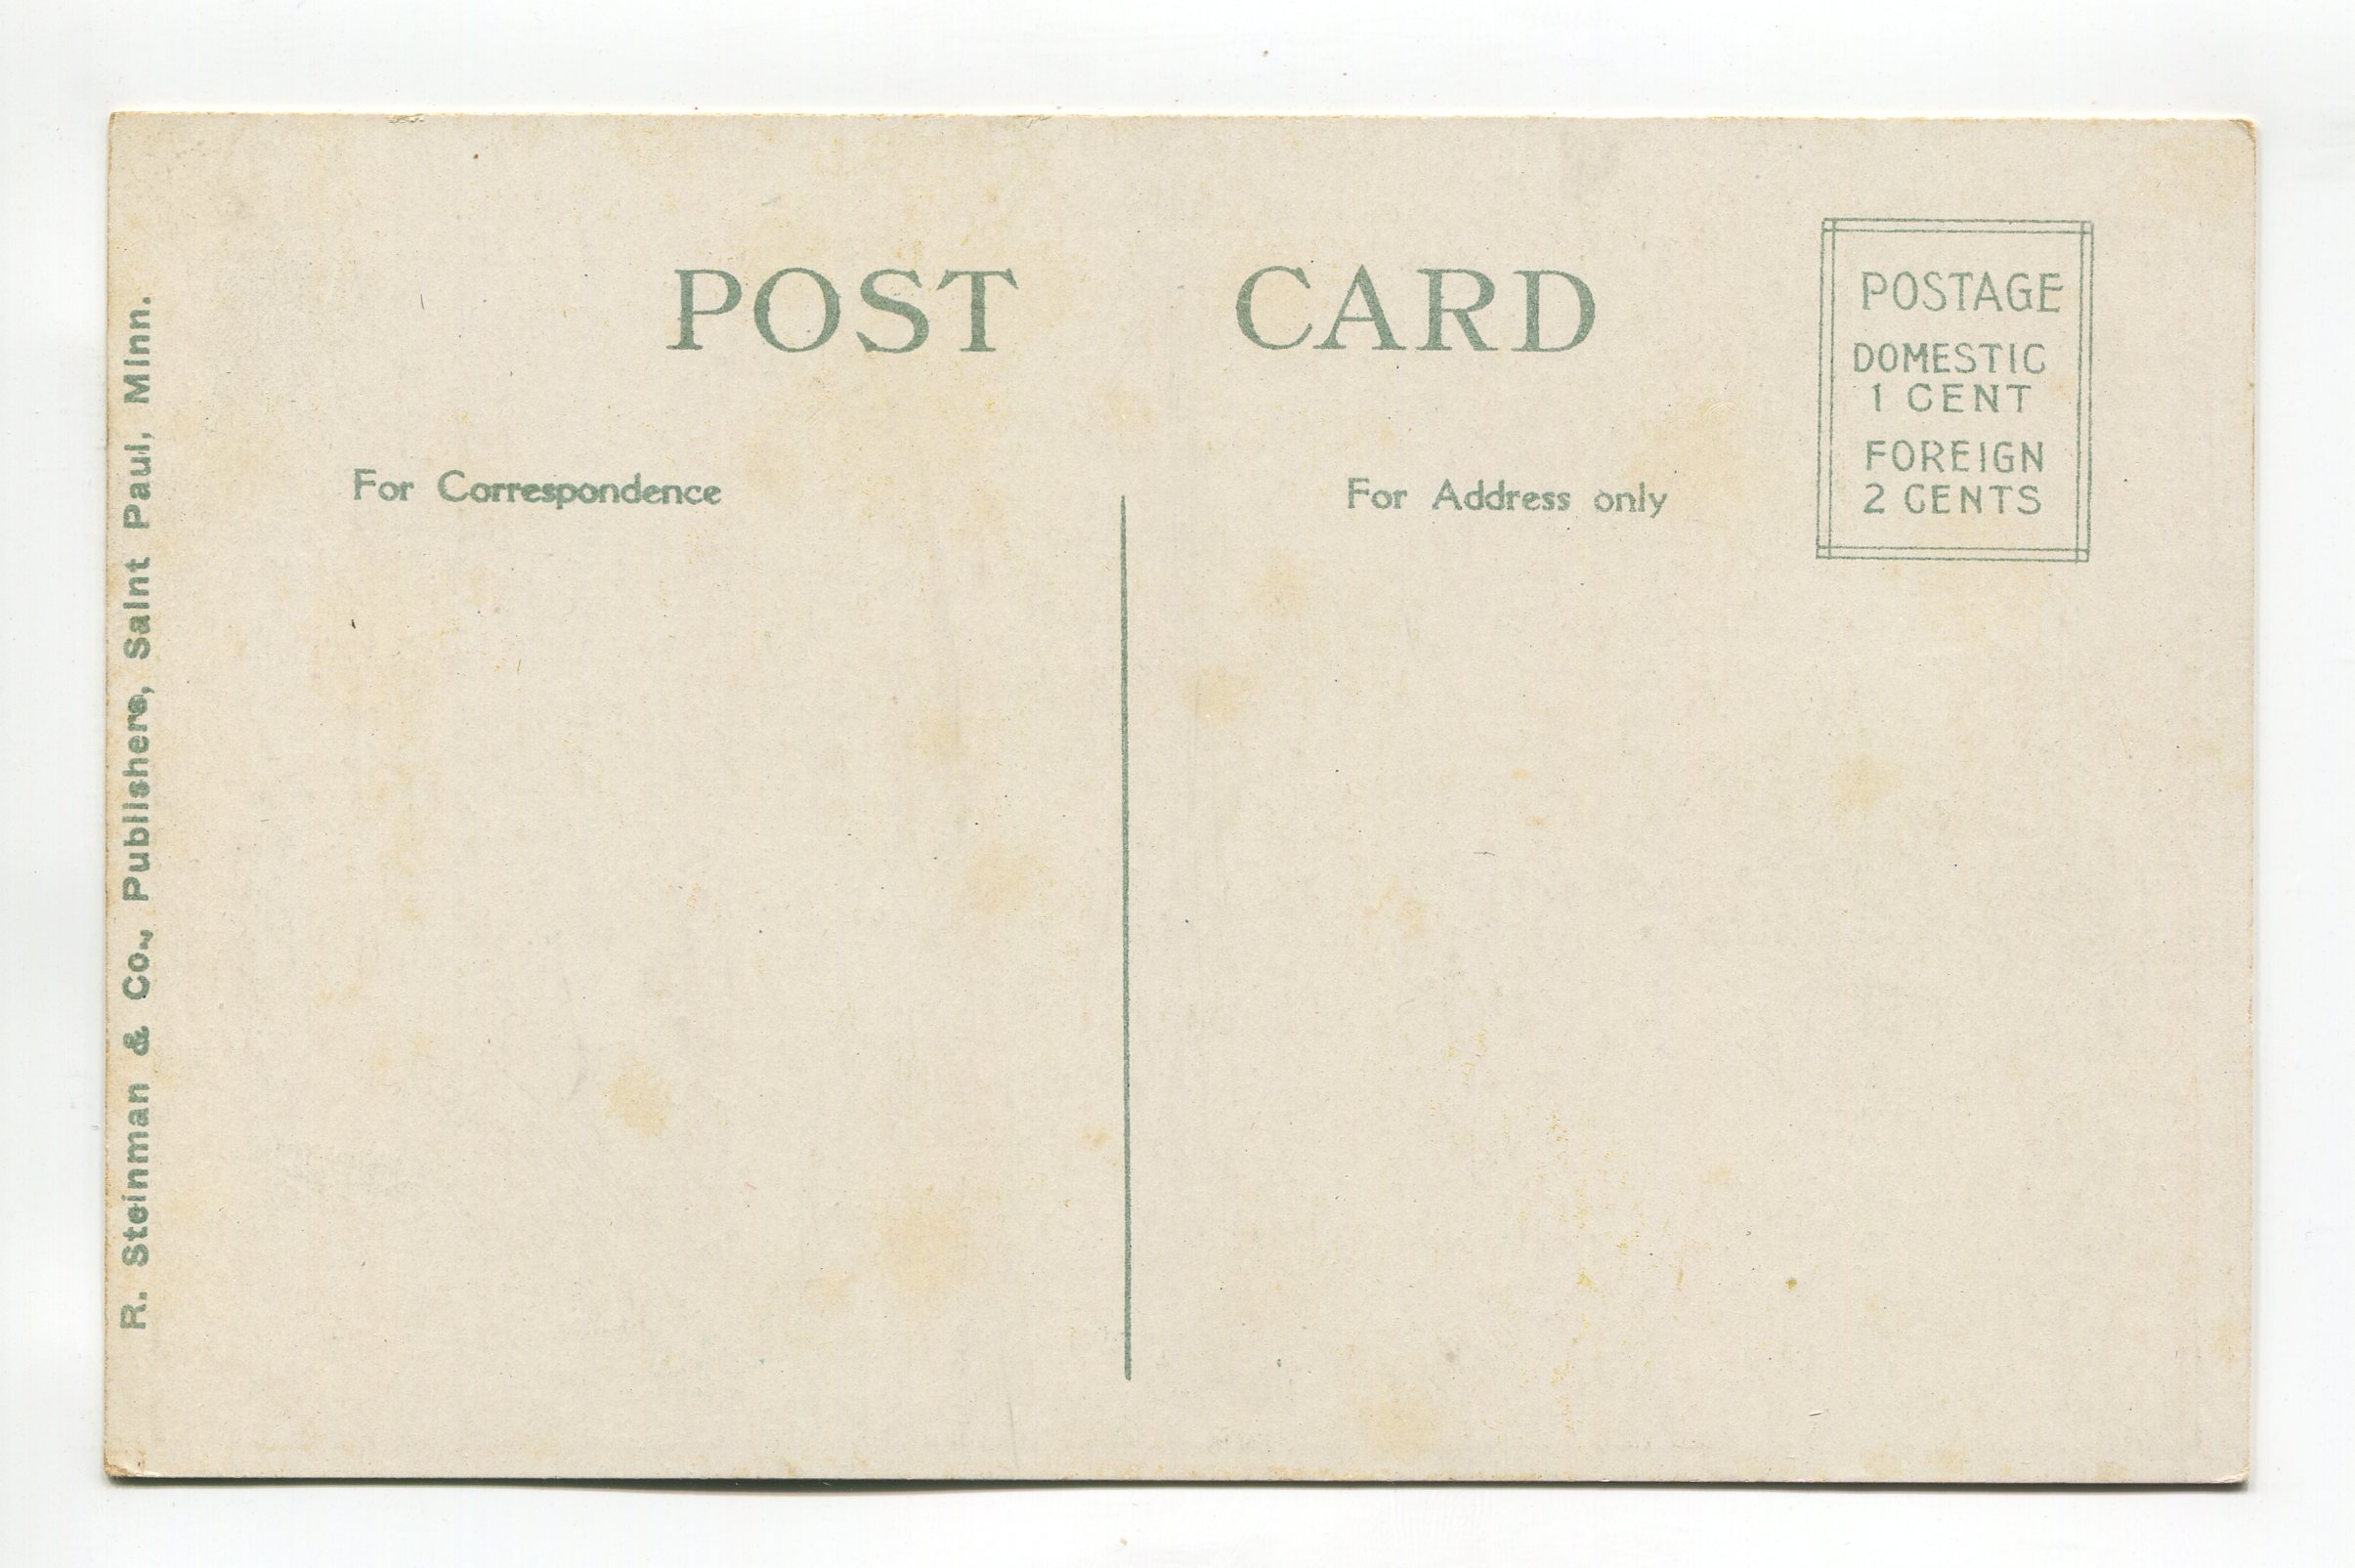 POST CARD
POSTAGE
DOMESTIC
1 CENT
FOREIGN
2 CENTS
For Correspondence
For Address only
R. Steinman & Co., Publishers, Saint Paul, Minn.